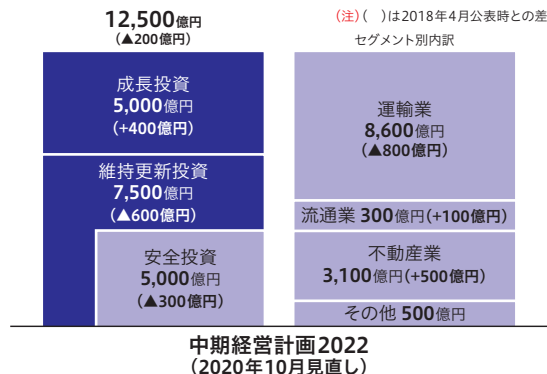 12,500億円
(▲200億円)
(注)(　)は2018年4月公表時との差
セグメント別内訳
成長投資
5,000億円
(+400億円)
維持更新投資
7,500億円
(▲600億円)
安全投資
5,000億円
(▲300億円)
運輸業
8,600億円
(▲800億円)
流通業 300億円(+100億円)
不動産業
3,100億円(+500億円)
その他 500億円
中期経営計画2022
(2020年10月見直し)